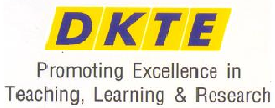 DKTE
Promoting Excellence in
Teaching, Learning & Research